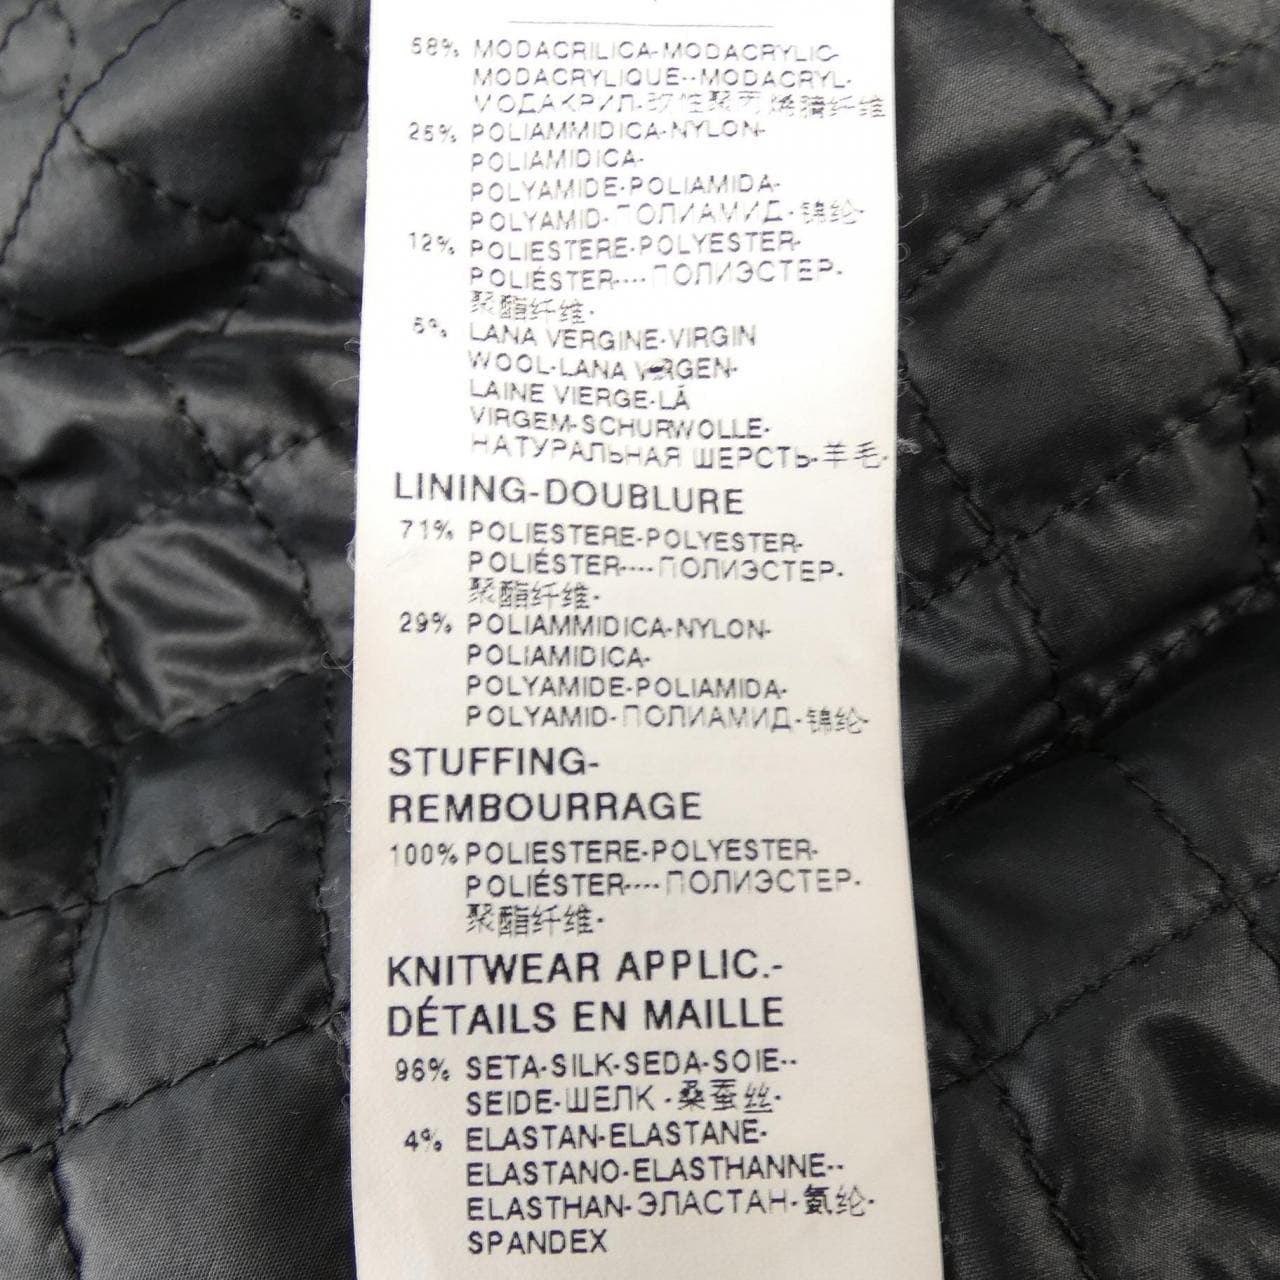 58% MODACRILICA-MODACRYLIC-
MODACRYLIQUE--MODACRYL-
МОДАКРИЛ-改性聚丙烯腈纤维
25% POLIAMMIDICA-NYLON-
POLIAMIDICA-
POLYAMIDE-POLIAMIDA-
POLYAMID-ПОЛИАМИД-锦纶-
12% POLIESTERE-POLYESTER-
POLIÉSTER----ПОЛИЭСТЕР-
聚酯纤维-
5% LANA VERGINE-VIRGIN
WOOL-LANA VIRGEN-
LAINE VIERGE-LÃ
VIRGEM-SCHURWOLLE-
НАТУРАЛЬНАЯ ШЕРСТЬ-羊毛-
LINING-DOUBLURE
71% POLIESTERE-POLYESTER-
POLIÉSTER----ПОЛИЭСТЕР-
聚酯纤维-
29% POLIAMMIDICA-NYLON-
POLIAMIDICA-
POLYAMIDE-POLIAMIDA-
POLYAMID-ПОЛИАМИД-锦纶-
STUFFING-
REMBOURRAGE
100% POLIESTERE-POLYESTER-
POLIÉSTER----ПОЛИЭСТЕР-
聚酯纤维-
KNITWEAR APPLIC.-
DÉTAILS EN MAILLE
96% SETA-SILK-SEDA-SOIE--
SEIDE-ШЕЛК-桑蚕丝-
4% ELASTAN-ELASTANE-
ELASTANO-ELASTHANNE--
ELASTHAN-ЭЛАСТАН-氨纶-
SPANDEX